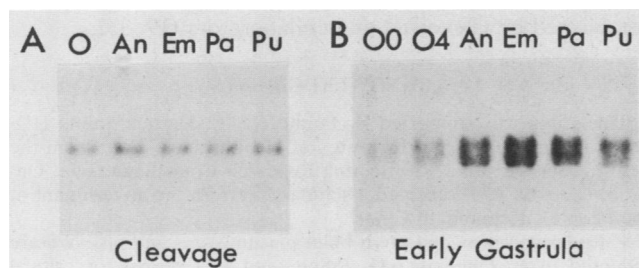 A O An Em Pa Pu
B O0 O4 An Em Pa Pu
Cleavage
Early Gastrula